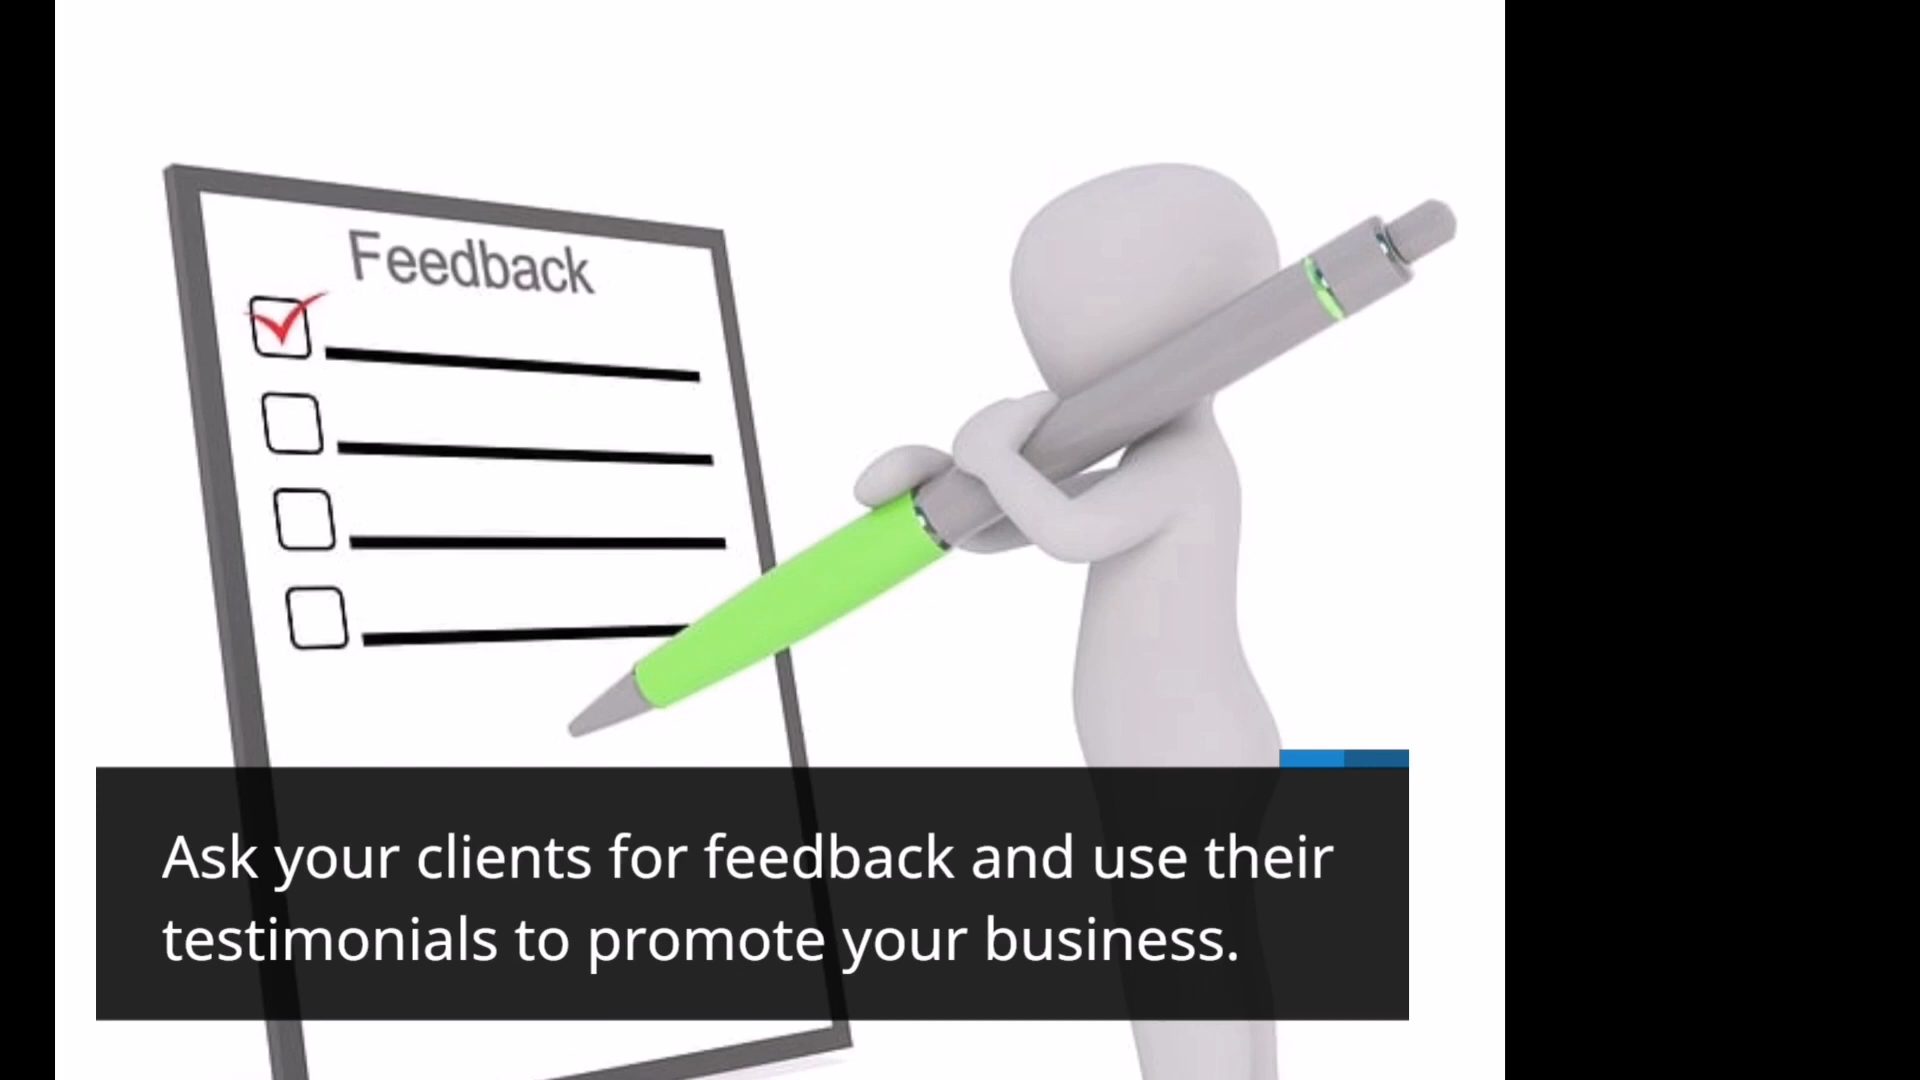 Feedback
Ask your clients for feedback and use their
testimonials to promote your business.